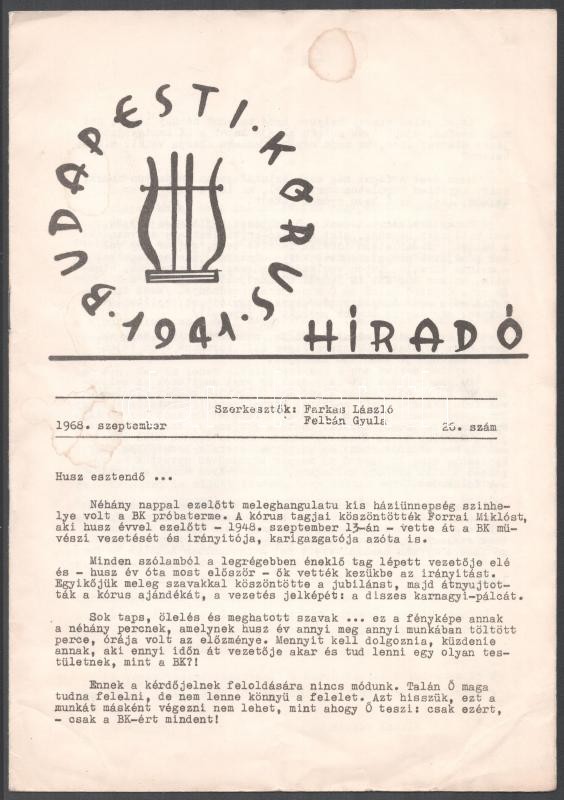 BUDAPESTI · KORUS · 1941 ·
HÍRADÓ
Szerkesztök: Farkas László
Felbán Gyula
1968. szeptember 26. szám
Husz esztendő ...
Néhány nappal ezelőtt meleghangulatu kis háziünnepség szinhe-
lye volt a BK próbaterme. A kórus tagjai köszöntötték Forrai Miklóst,
aki husz évvel ezelőtt - 1948. szeptember 13-án - vette át a BK mü-
vészi vezetését és irányitója, karigazgatója azóta is.
Minden szólamból a legrégebben éneklő tag lépett vezetője elé
és - husz év óta most először - ők vették kezükbe az irányitást.
Egyikőjük meleg szavakkal köszöntötte a jubilánst, majd átnyujtot-
ták a kórus ajándékát, a vezetés jelképét: a diszes karnagyi-pálcát.
Sok taps, ölelés és meghatott szavak ... ez a fényképe annak
a néhány percnek, amelynek husz év annyi meg annyi munkában töltött
perce, órája volt az előzménye. Mennyit kell dolgoznia, küzdenie
annak, aki ennyi időn át vezetője akar és tud lenni egy olyan tes-
tületnek, mint a BK?!
Ennek a kérdőjelnek feloldására nincs módunk. Talán Ő maga
tudna felelni, de nem lenne könnyü a felelet. Azt hisszük, ezt a
munkát másként végezni nem lehet, mint ahogy Ő teszi: csak ezért,
- csak a BK-ért mindent!